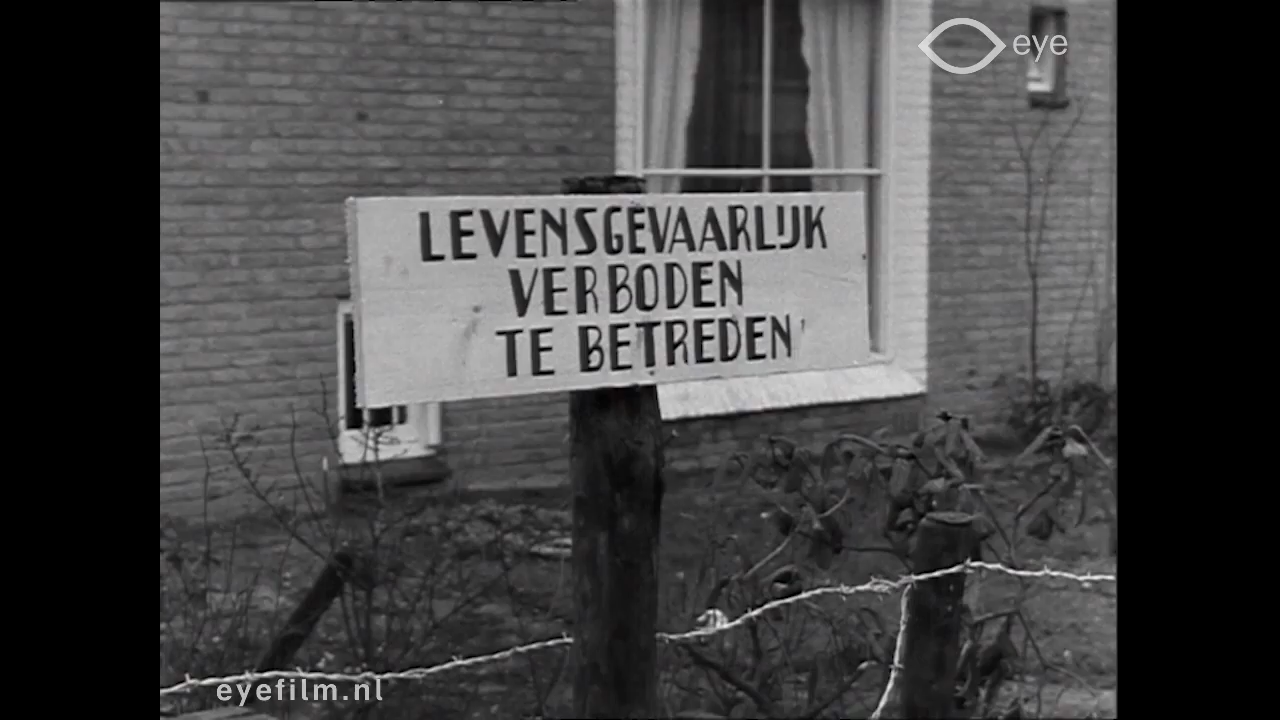 eye
LEVENSGEVAARLIJK
VERBODEN
TE BETREDEN
eyefilm.nl